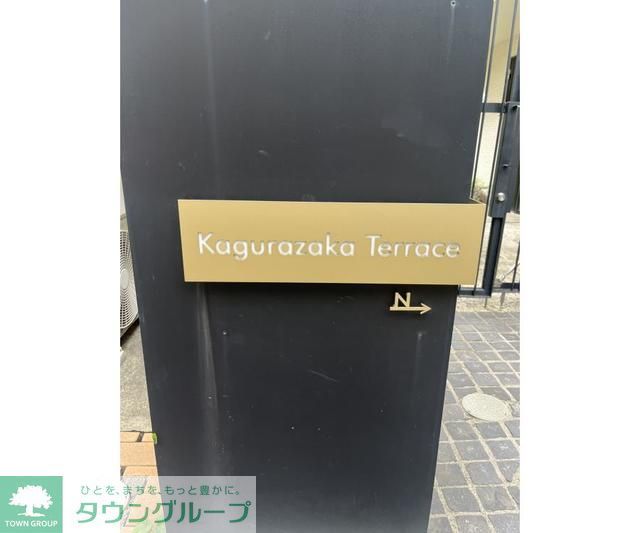 Kagurazaka Terrace
N
ひとを、まちを、もっと豊かに。
TOWN GROUP
タウングループ